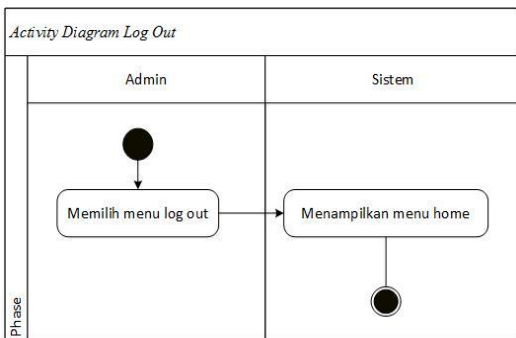 Activity Diagram Log Out
Admin
Sistem
Memilih menu log out
Menampilkan menu home
Phase